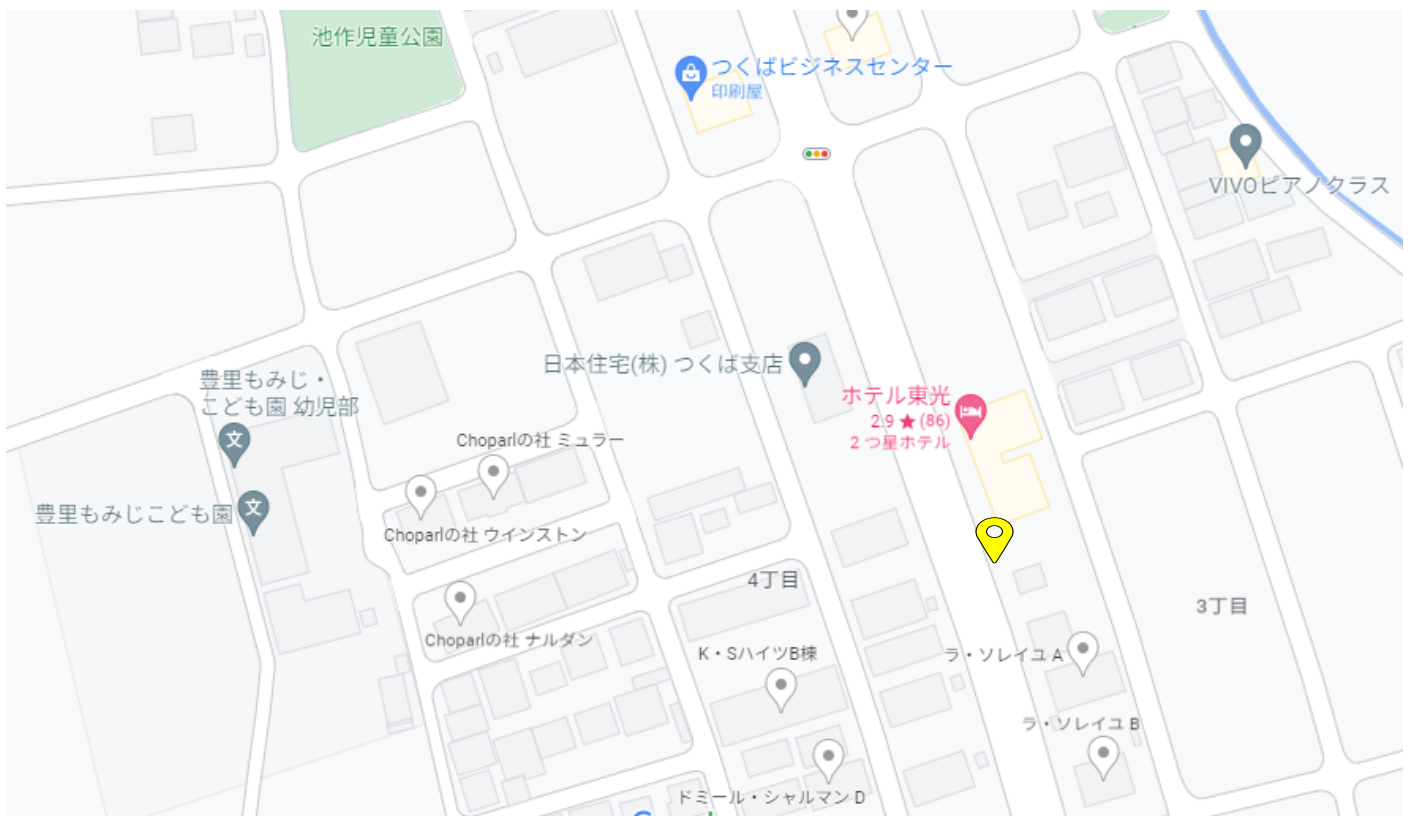 池作児童公園
つくばビジネスセンター
印刷屋
VIVOピアノクラス
日本住宅(株) つくば支店
豊里もみじ・
こども園 幼児部
ホテル東光
2.9 ★ (86)
2 つ星ホテル
Choparlの社 ミュラー
豊里もみじこども園
Choparlの社 ウインストン
4丁目
3丁目
Choparlの社 ナルダン
K・SハイツB棟
ラ・ソレイユ A
ラ・ソレイユ B
ドミール・シャルマン D